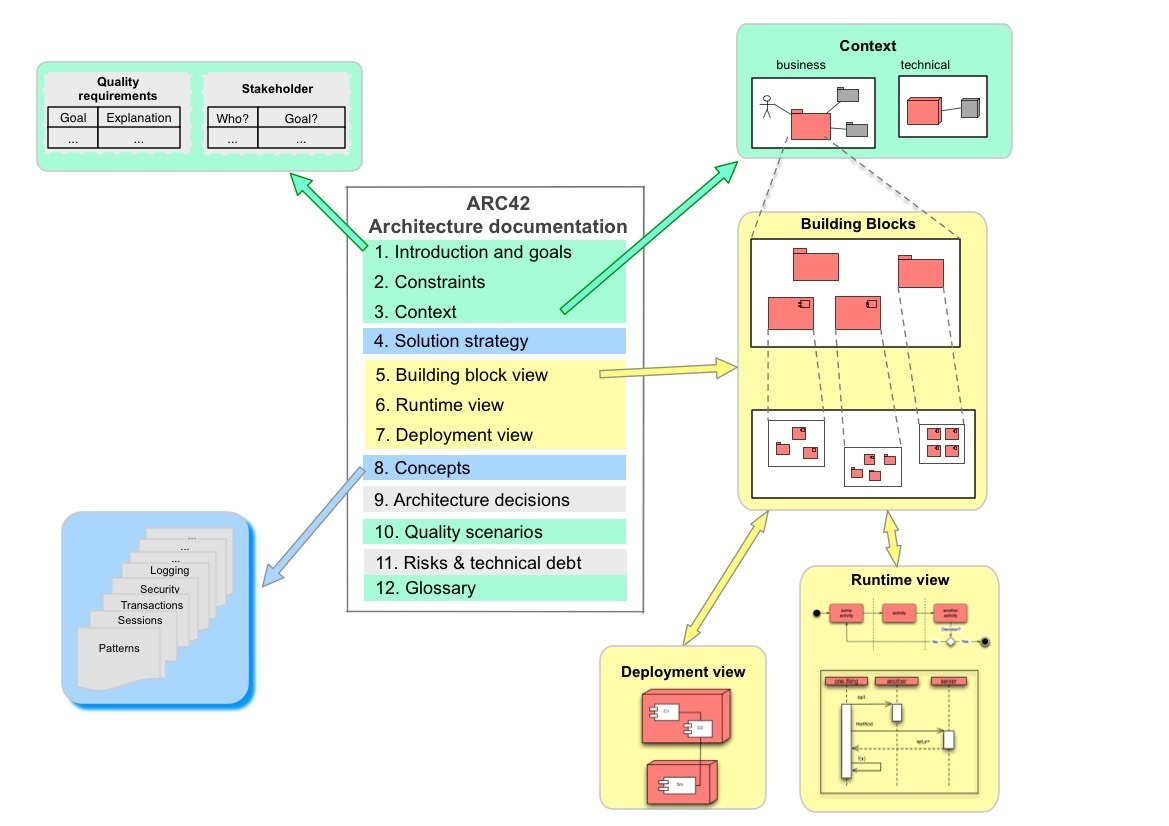 Quality
requirements
Goal
Explanation
...
...
Stakeholder
Who?
Goal?
...
...
Context
business
technical
ARC42
Architecture documentation
1. Introduction and goals
2. Constraints
3. Context
4. Solution strategy
5. Building block view
6. Runtime view
7. Deployment view
8. Concepts
9. Architecture decisions
10. Quality scenarios
11. Risks & technical debt
12. Glossary
Building Blocks
...
...
...
Logging
Security
Transactions
Sessions
Patterns
Deployment view
C1
C2
Srv
Runtime view
some
activity
activity
another
activity
Decision?
No
Yes
one thing
another
server
call
method
return
f(x)